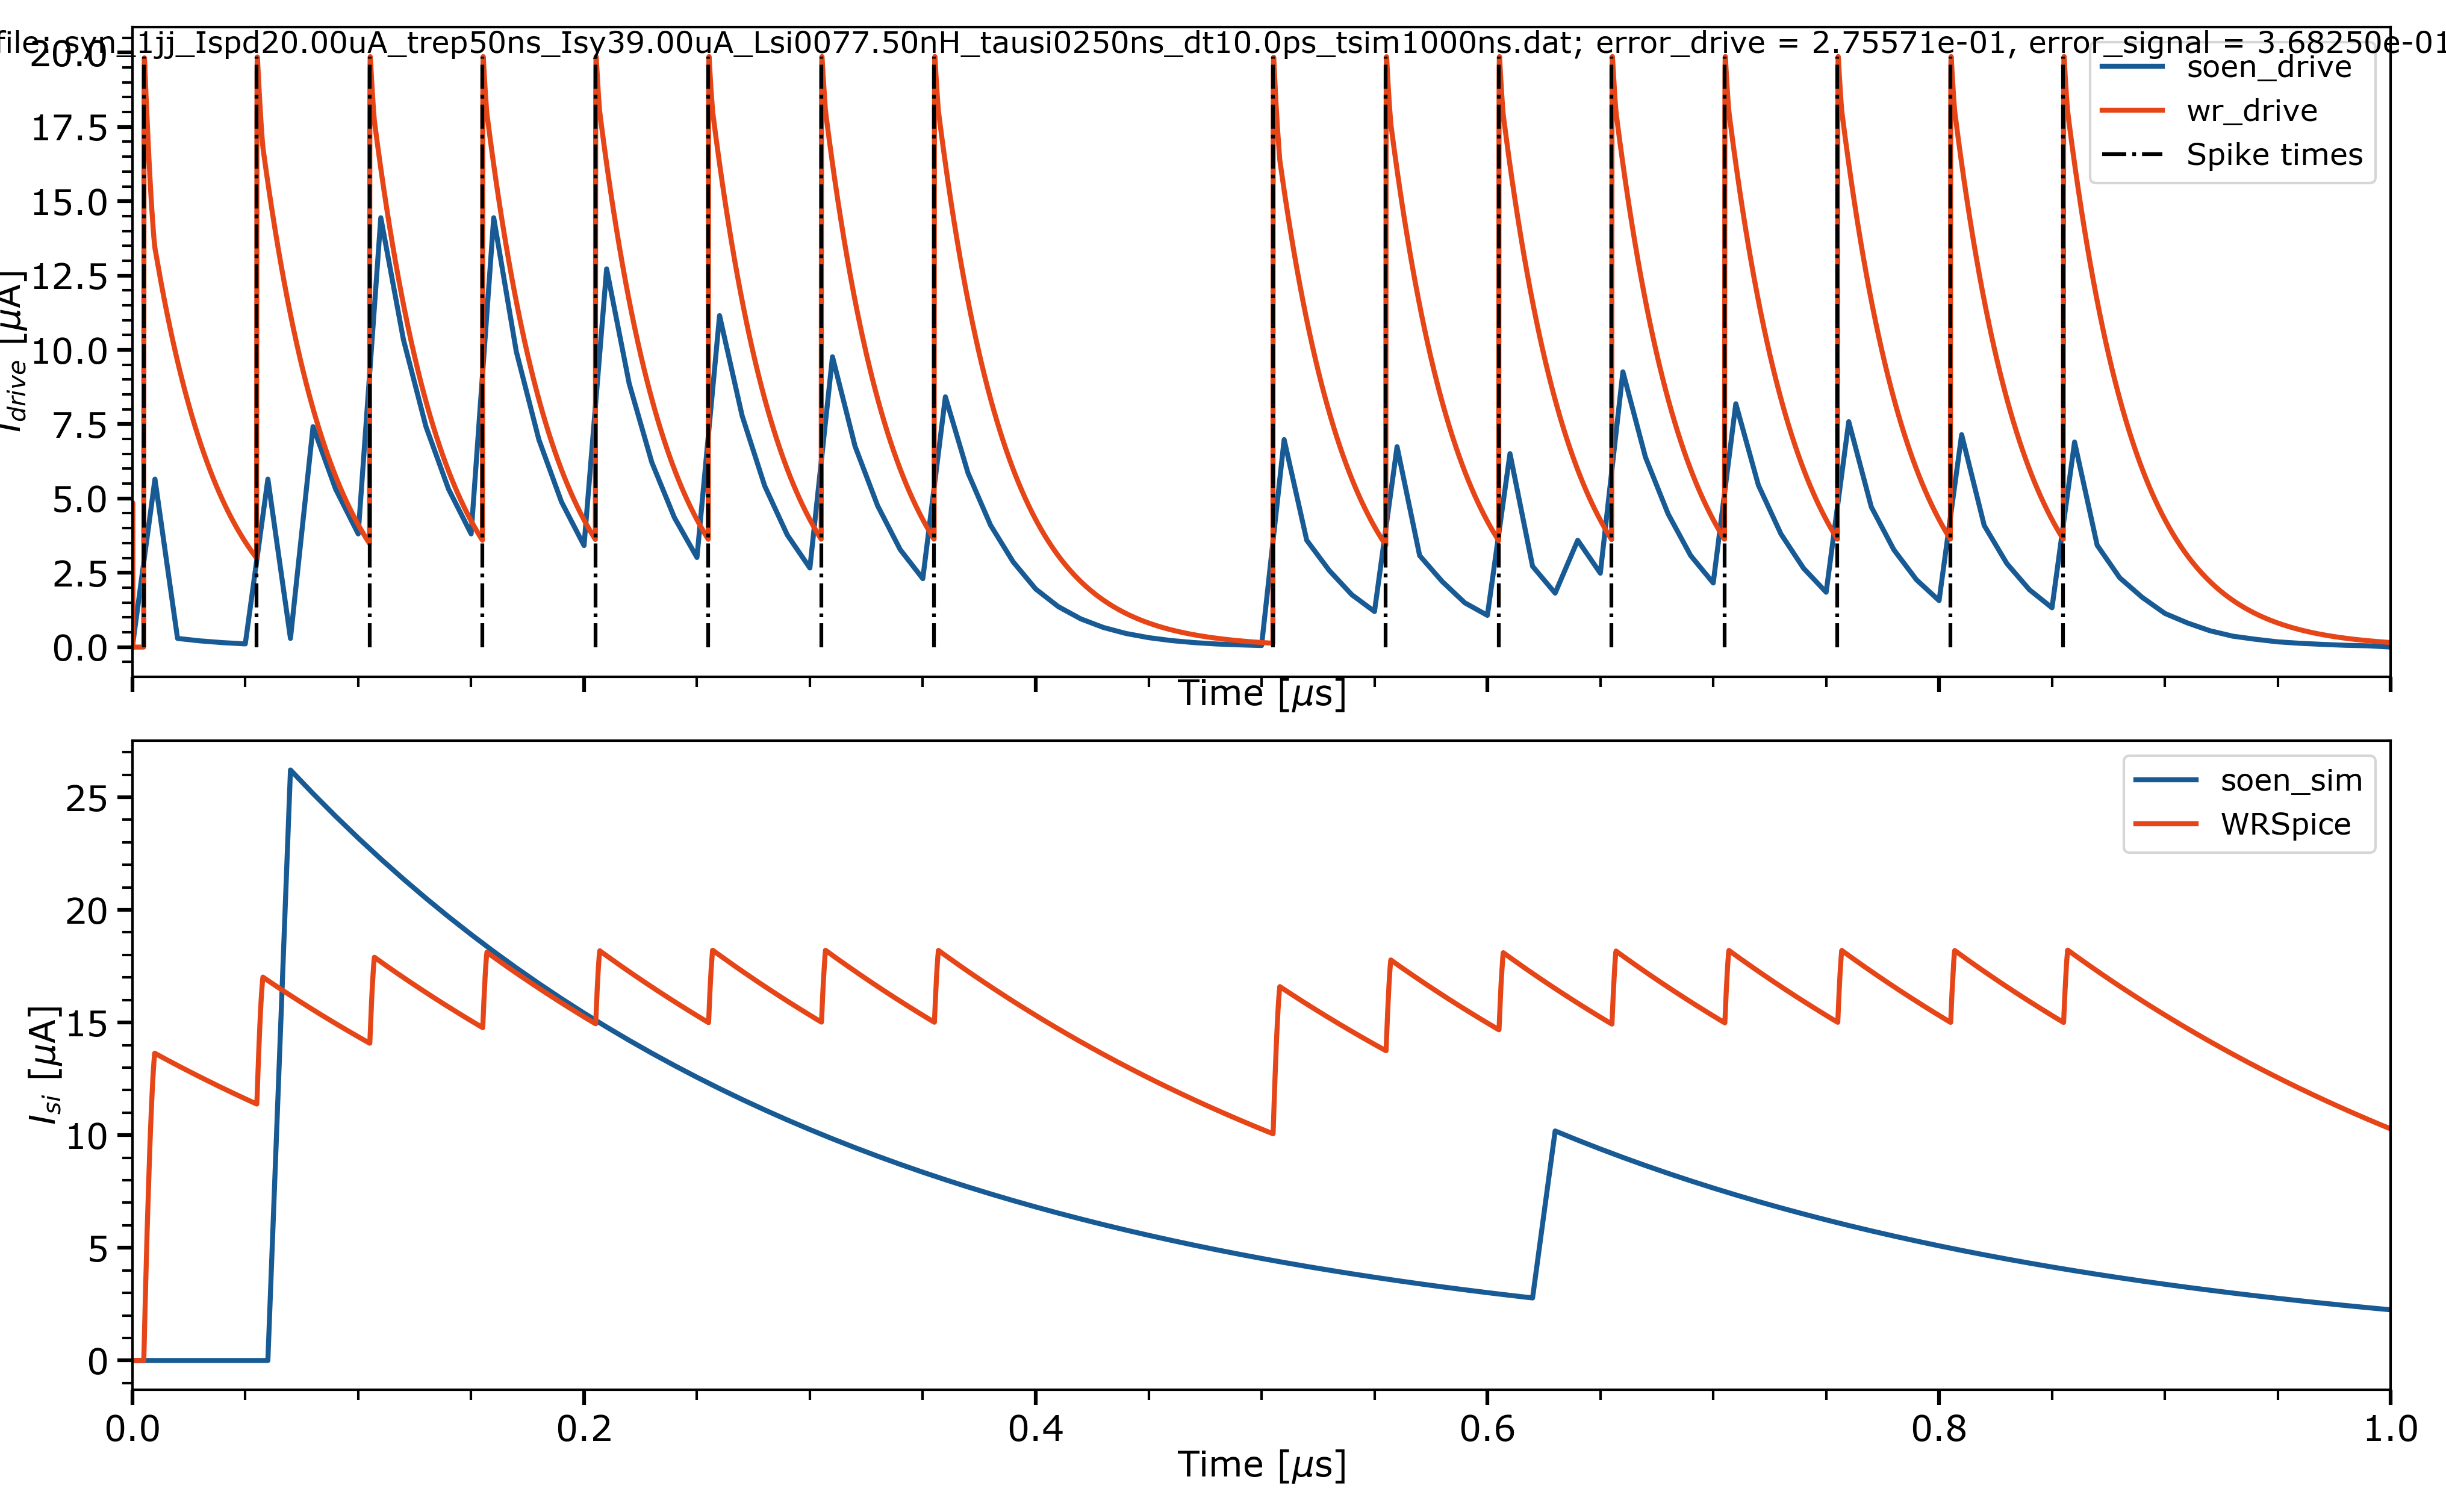 file: syn_1jj_Ispd20.00uA_trep50ns_Isy39.00uA_Lsi0077.50nH_tausi0250ns_dt10.0ps_tsim1000ns.dat; error_drive = 2.75571e-01, error_signal = 3.68250e-01
20.0
17.5
15.0
12.5
10.0
7.5
5.0
2.5
0.0
I_drive [μA]
soen_drive
wr_drive
Spike times
Time [μs]
25
20
15
10
5
0
I_si [μA]
soen_sim
WRSpice
0.0 0.2 0.4 0.6 0.8 1.0
Time [μs]